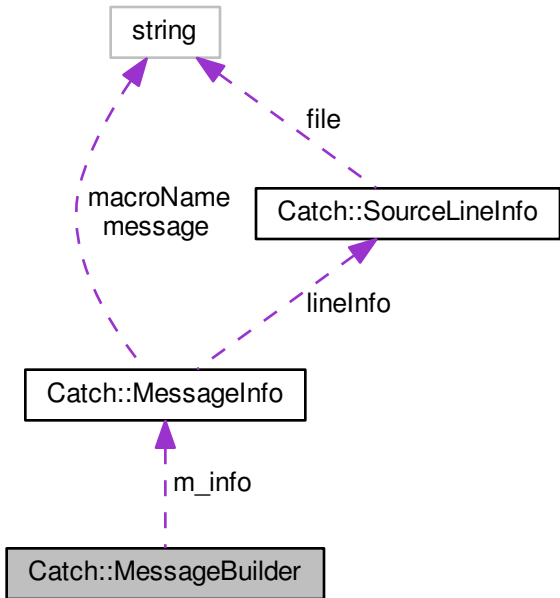 string
file
macroName
message
Catch::SourceLineInfo
lineInfo
Catch::MessageInfo
m_info
Catch::MessageBuilder